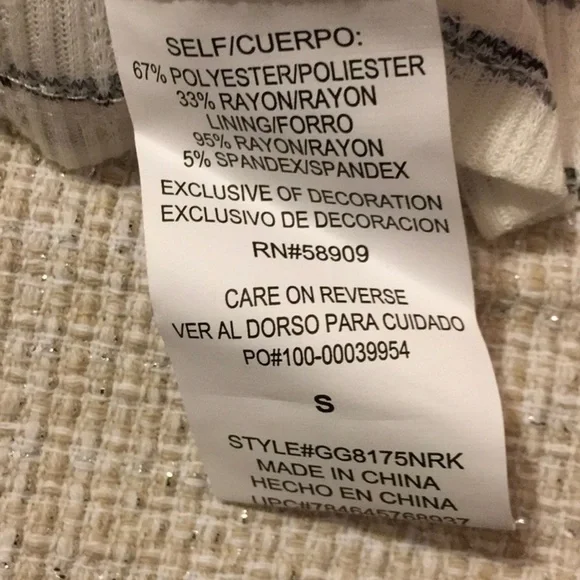 SELF/CUERPO:
67% POLYESTER/POLIESTER
33% RAYON/RAYON
LINING/FORRO
95% RAYON/RAYON
5% SPANDEX/SPANDEX
EXCLUSIVE OF DECORATION
EXCLUSIVO DE DECORACION
RN#58909
CARE ON REVERSE
VER AL DORSO PARA CUIDADO
PO#100-00039954
S
STYLE#GG8175NRK
MADE IN CHINA
HECHO EN CHINA
UPC#784645768937